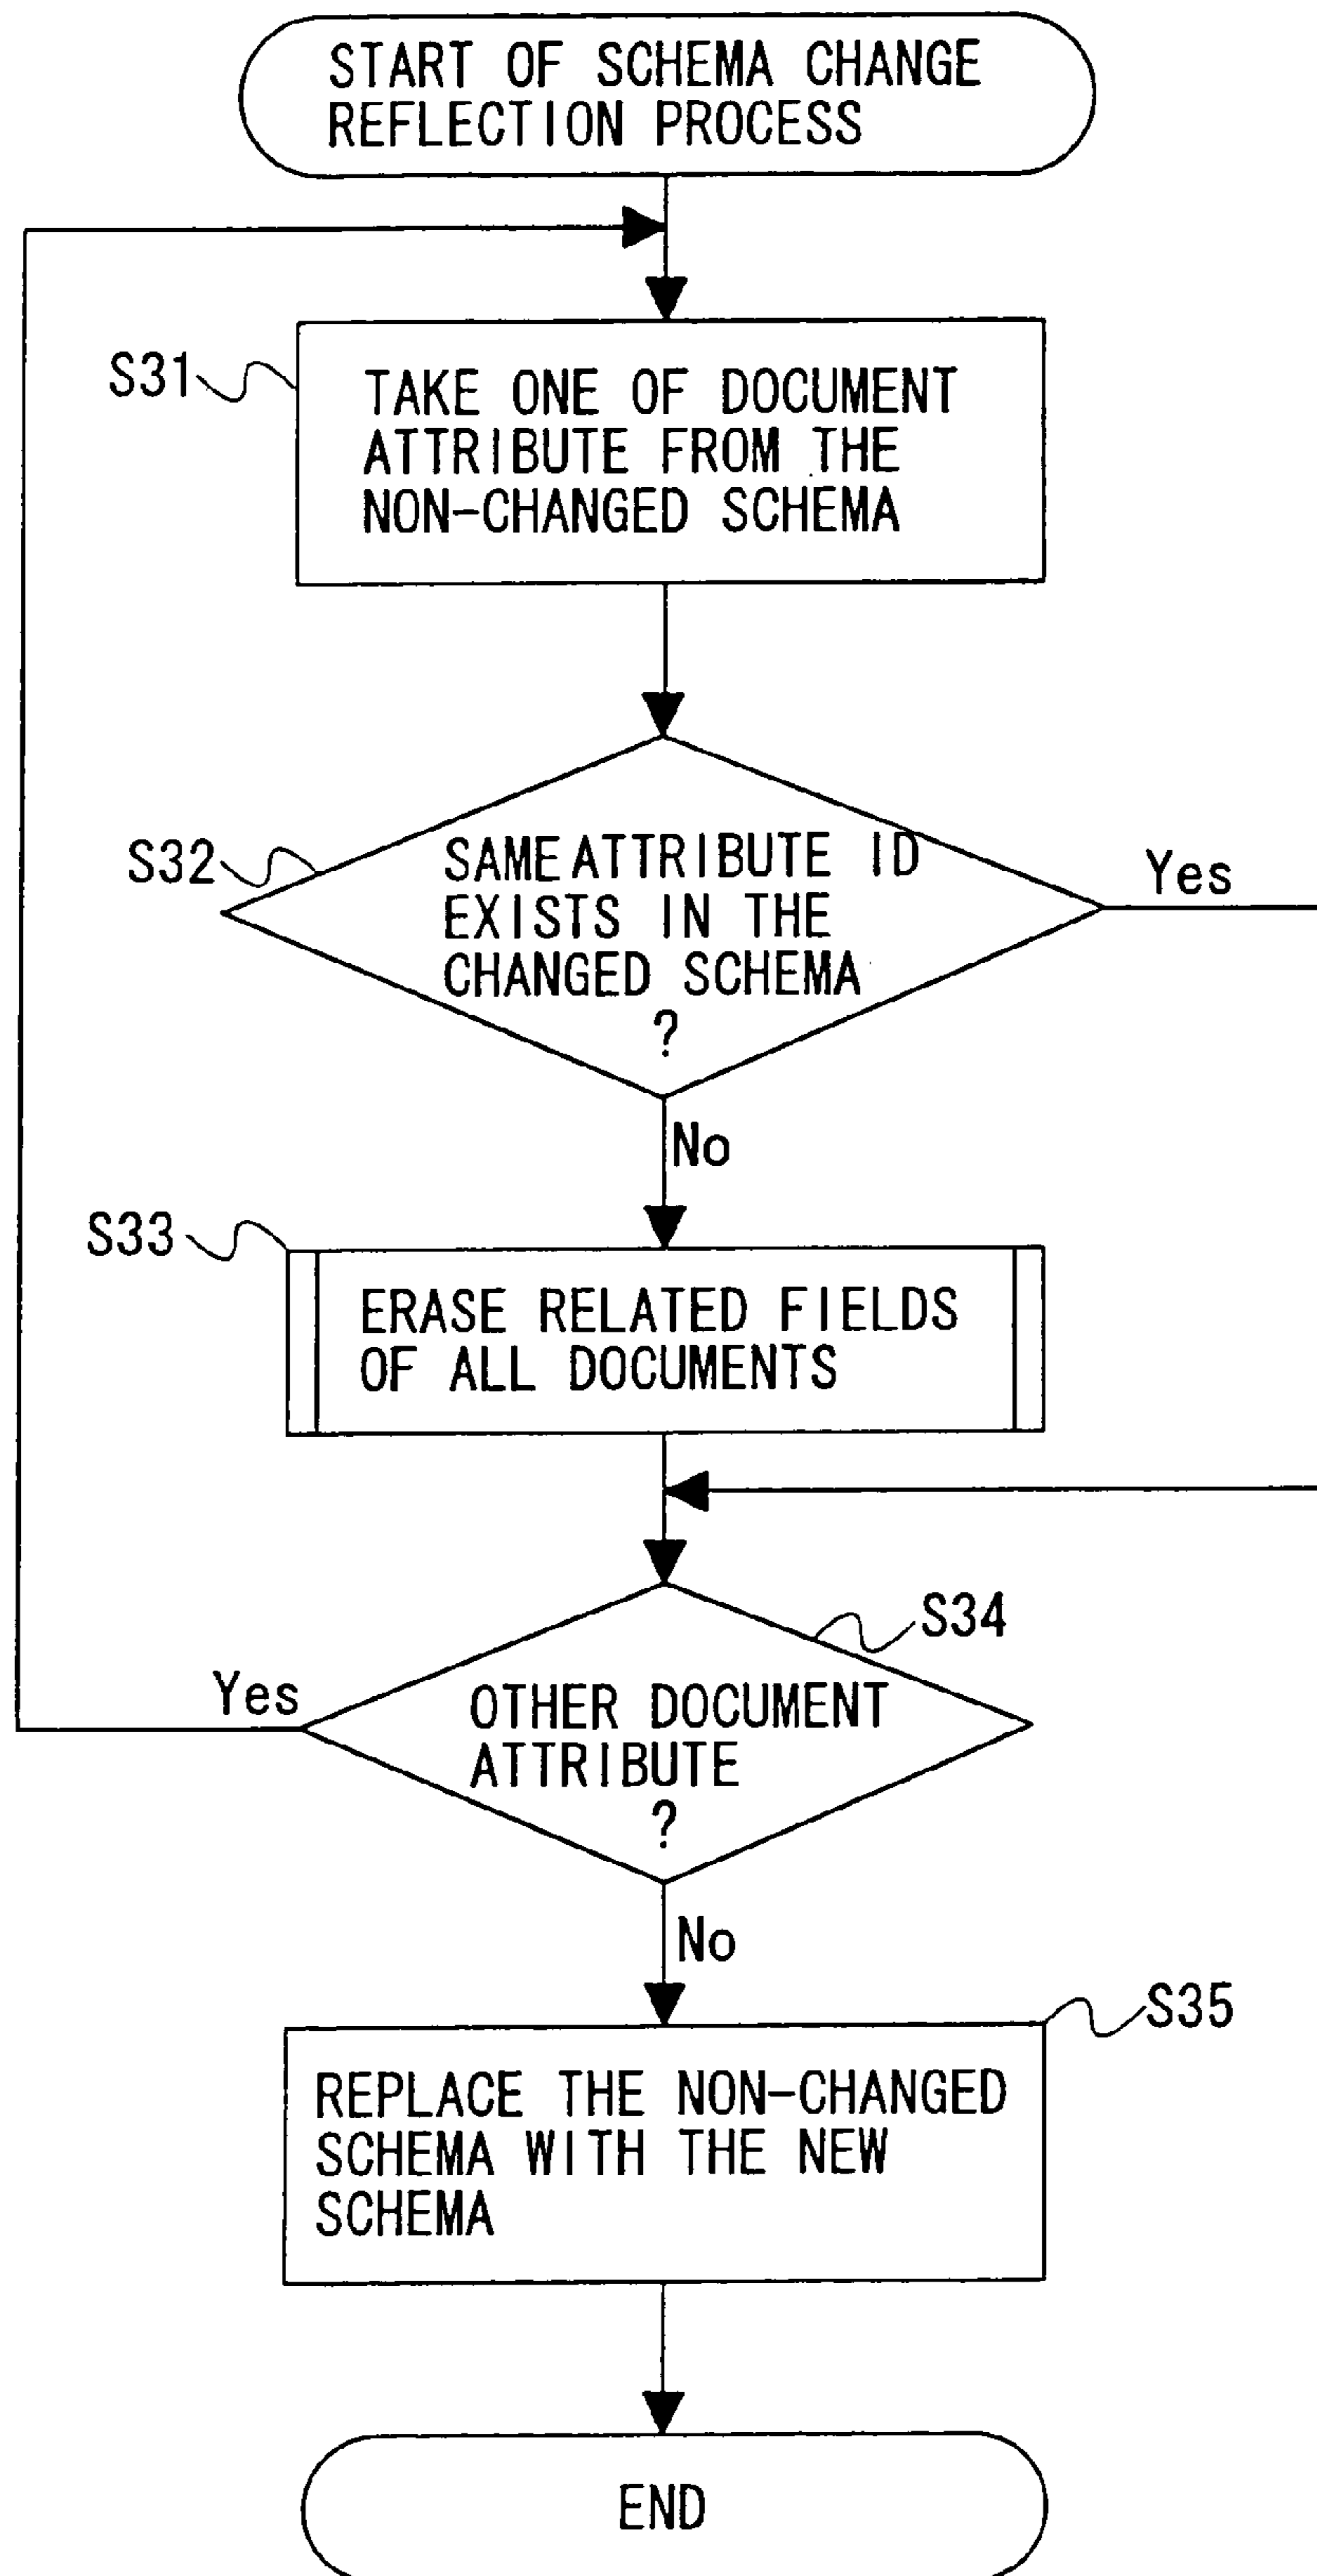 START OF SCHEMA CHANGE
REFLECTION PROCESS
S31
TAKE ONE OF DOCUMENT
ATTRIBUTE FROM THE
NON-CHANGED SCHEMA
S32
SAME ATTRIBUTE ID
EXISTS IN THE
CHANGED SCHEMA
?
Yes
No
S33
ERASE RELATED FIELDS
OF ALL DOCUMENTS
S34
Yes
OTHER DOCUMENT
ATTRIBUTE
?
No
S35
REPLACE THE NON-CHANGED
SCHEMA WITH THE NEW
SCHEMA
END